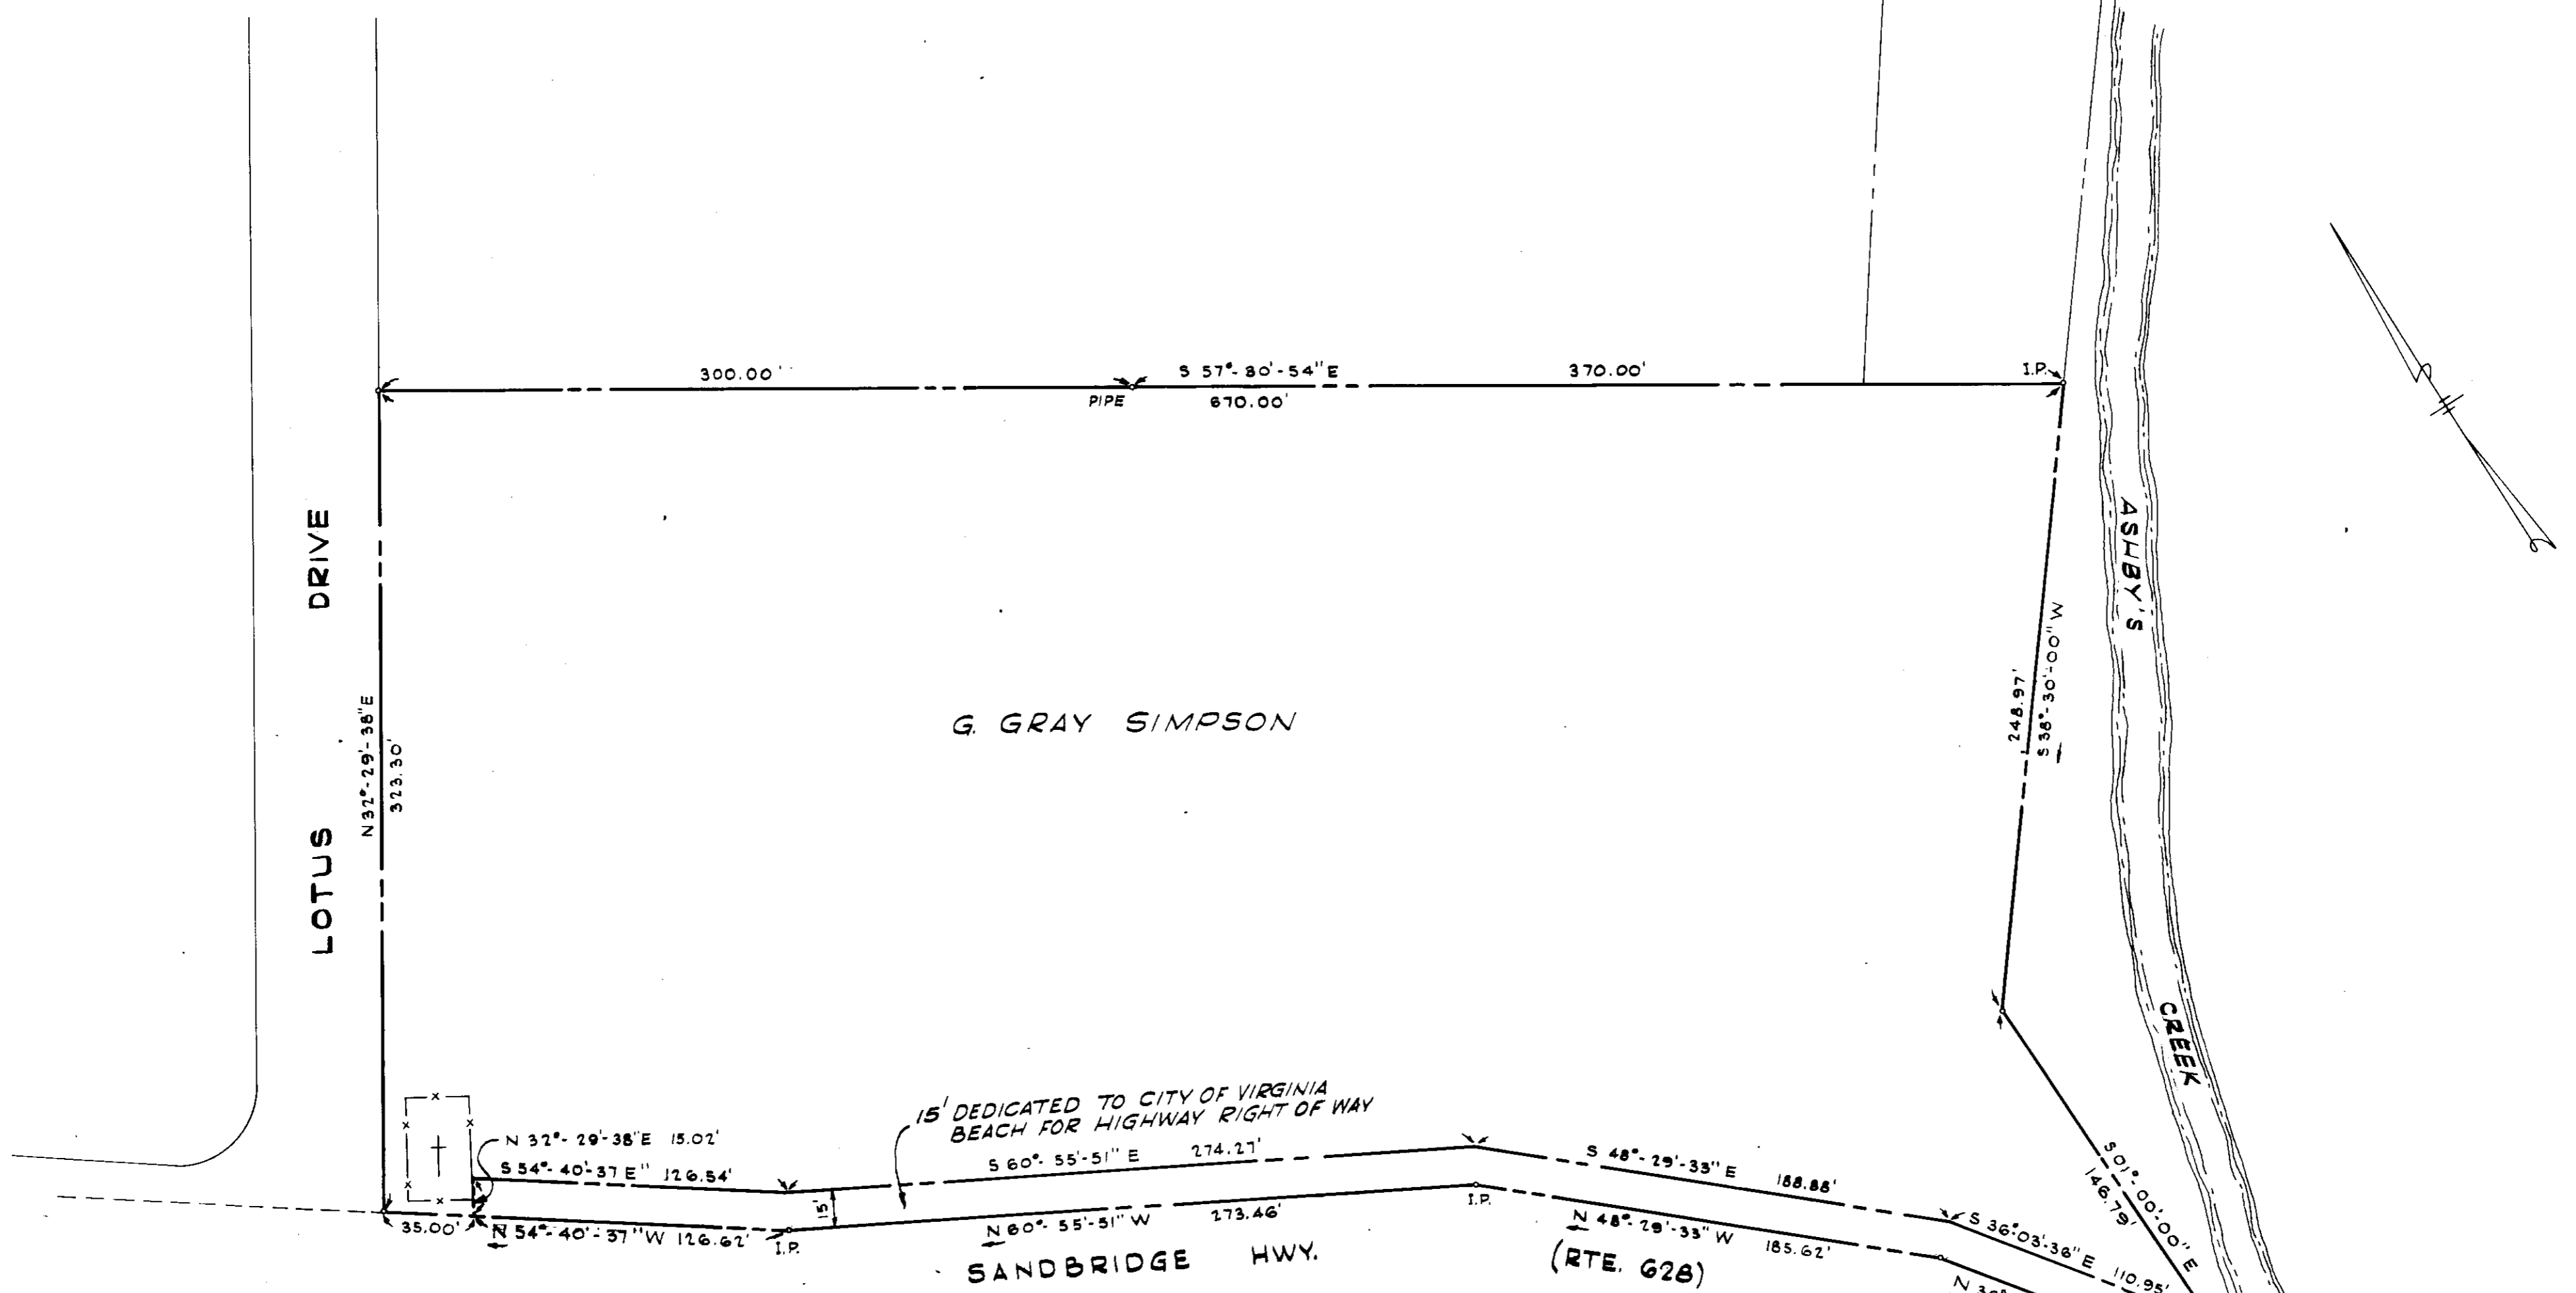 300.00'
S 57°- 30'- 54" E
370.00'
I.P.
PIPE
670.00'
LOTUS DRIVE
N 32°- 29'- 38" E
323.30'
G. GRAY SIMPSON
248.97'
S 38°- 30'- 00" W
ASHBY'S CREEK
15' DEDICATED TO CITY OF VIRGINIA
BEACH FOR HIGHWAY RIGHT OF WAY
N 32°- 29'- 38" E 15.02'
S 54°- 40'- 37 E" 126.54'
S 60°- 55'- 51" E 274.27'
S 48°- 29'- 33" E 188.88'
S 36°- 03'- 36" E 110.95'
S 01°- 00'- 00" E
146.79'
15'
35.00'
N 54°- 40'- 37" W 126.62'
I.P.
N 60°- 55'- 51" W 273.46'
I.P.
N 48°- 29'- 33" W 185.62'
SANDBRIDGE HWY.
(RTE. 628)